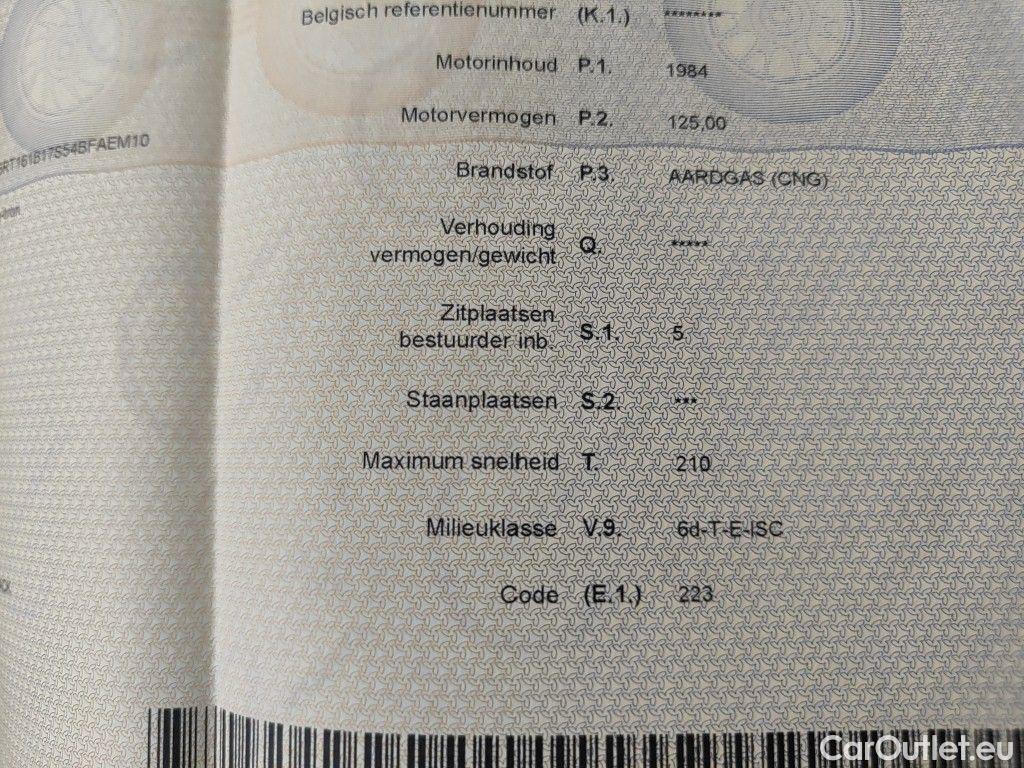 Belgisch referentienummer (K.1.) ********
Motorinhoud P.1. 1984
Motorvermogen P.2. 125,00
RT161B17S54BFAEM10
Brandstof P.3. AARDGAS (CNG)
Verhouding
vermogen/gewicht Q. *****
Zitplaatsen
bestuurder inb. S.1. 5
Staanplaatsen S.2. ***
Maximum snelheid T. 210
Milieuklasse V.9. 6d-T-E-ISC
Code (E.1.) 223
CarOutlet.eu